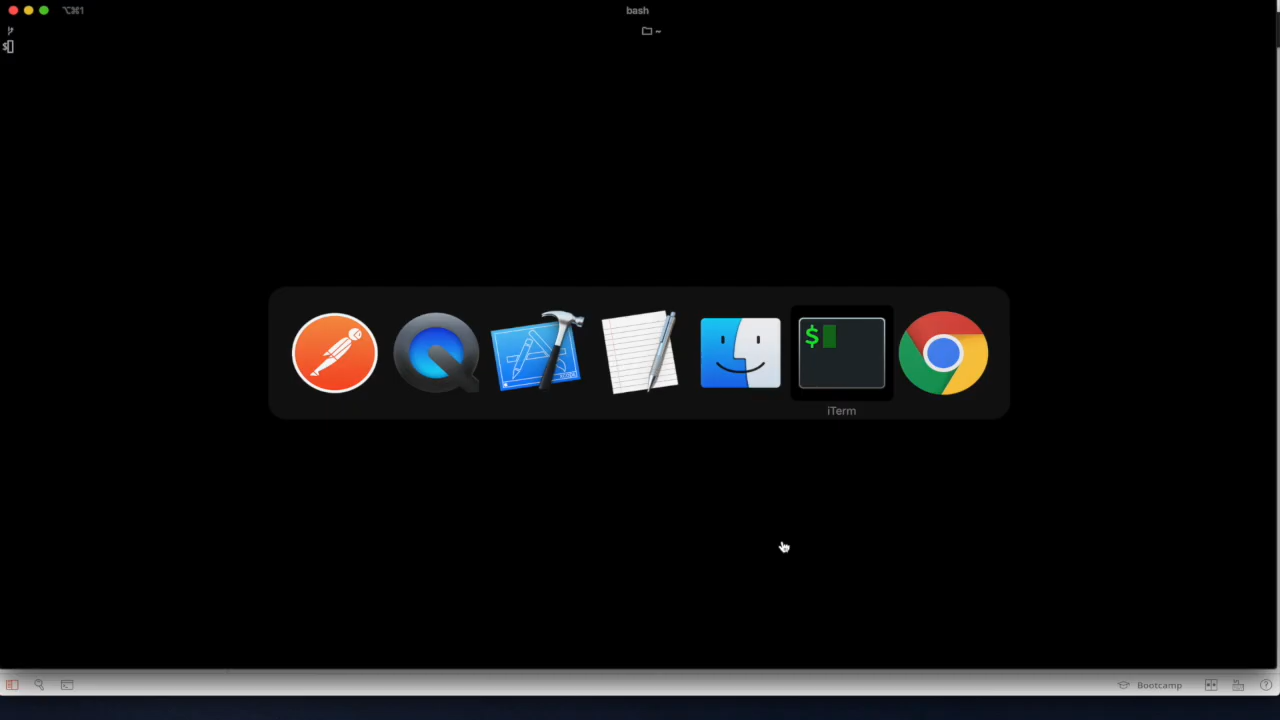 ⌥⌘1
bash
~
$
$
iTerm
Bootcamp